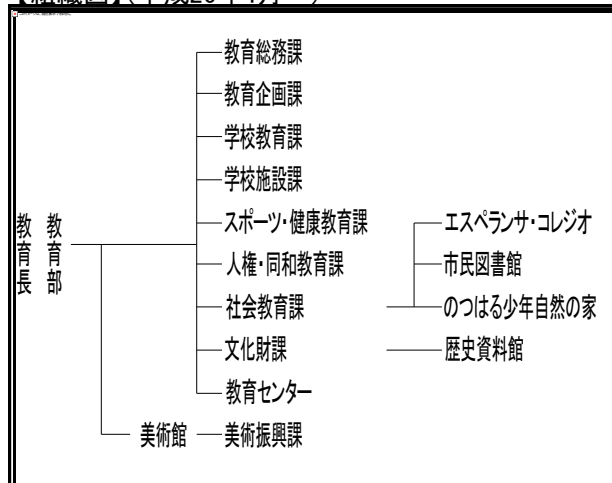 教育総務課
教育企画課
学校教育課
学校施設課
スポーツ・健康教育課
人権・同和教育課
社会教育課
文化財課
教育センター
教育長
教育部
エスペランサ・コレジオ
市民図書館
のつはる少年自然の家
歴史資料館
美術館
美術振興課